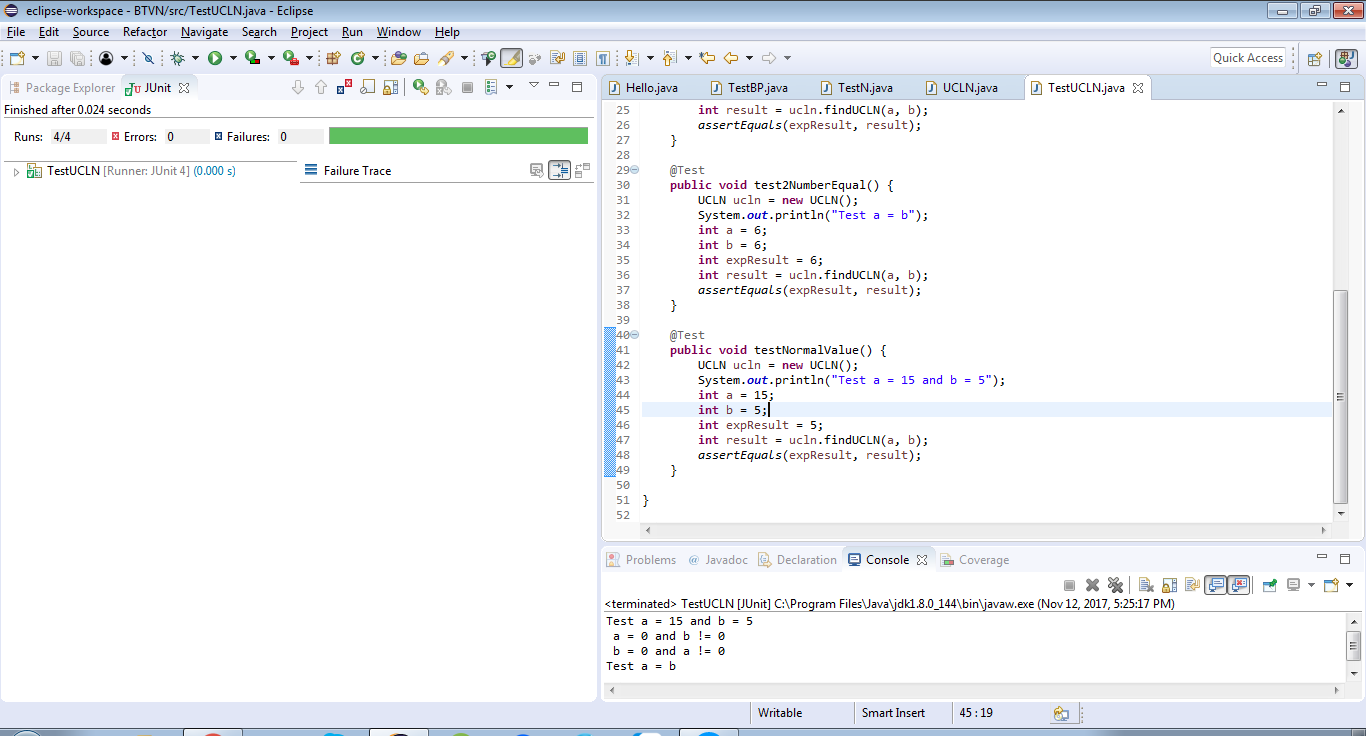 eclipse-workspace - BTVN/src/TestUCLN.java - Eclipse
File Edit Source Refactor Navigate Search Project Run Window Help
Quick Access
Package Explorer JUnit
Finished after 0.024 seconds
Runs: 4/4 Errors: 0 Failures: 0
TestUCLN [Runner: JUnit 4] (0.000 s)
Failure Trace
Hello.java TestBP.java TestN.java UCLN.java TestUCLN.java
25 int result = ucln.findUCLN(a, b);
26 assertEquals(expResult, result);
27 }
28
29 @Test
30 public void test2NumberEqual() {
31 UCLN ucln = new UCLN();
32 System.out.println("Test a = b");
33 int a = 6;
34 int b = 6;
35 int expResult = 6;
36 int result = ucln.findUCLN(a, b);
37 assertEquals(expResult, result);
38 }
39
40 @Test
41 public void testNormalValue() {
42 UCLN ucln = new UCLN();
43 System.out.println("Test a = 15 and b = 5");
44 int a = 15;
45 int b = 5;
46 int expResult = 5;
47 int result = ucln.findUCLN(a, b);
48 assertEquals(expResult, result);
49 }
50
51 }
52
Problems @ Javadoc Declaration Console Coverage
<terminated> TestUCLN [JUnit] C:\Program Files\Java\jdk1.8.0_144\bin\javaw.exe (Nov 12, 2017, 5:25:17 PM)
Test a = 15 and b = 5
a = 0 and b != 0
b = 0 and a != 0
Test a = b
Writable Smart Insert 45 : 19